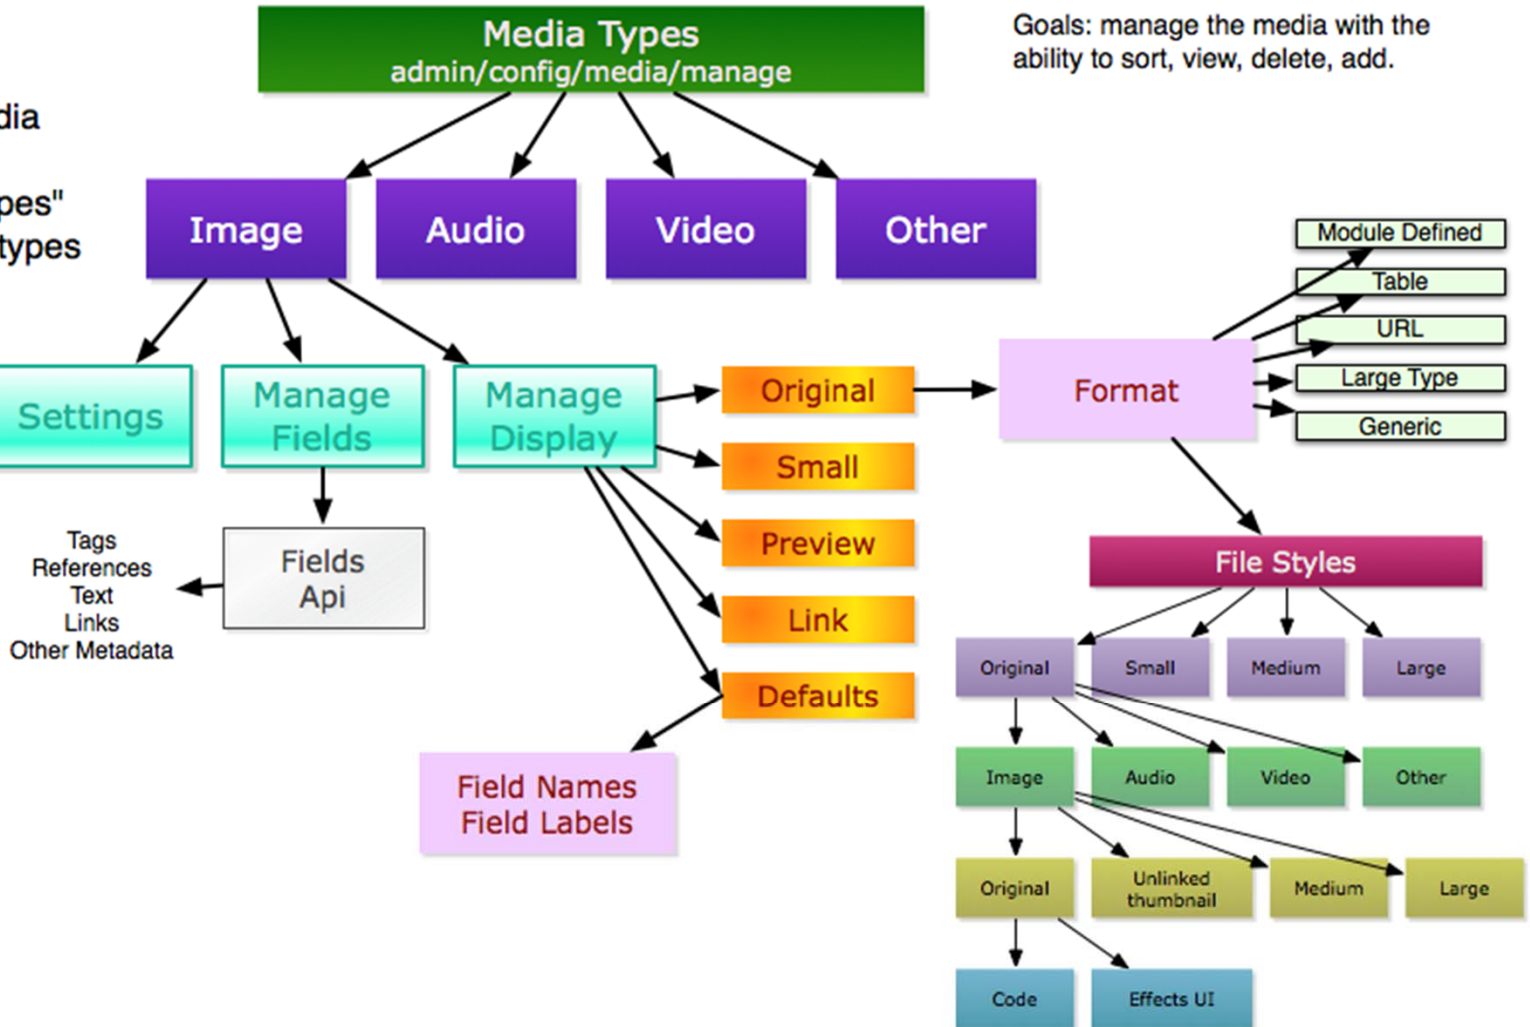 Media Types
admin/config/media/manage
Goals: manage the media with the
ability to sort, view, delete, add.
dia
pes"
types
Image
Audio
Video
Other
Module Defined
Table
URL
Large Type
Generic
Settings
Manage
Fields
Manage
Display
Original
Small
Preview
Link
Defaults
Format
Tags
References
Text
Links
Other Metadata
Fields
Api
Field Names
Field Labels
File Styles
Original
Small
Medium
Large
Image
Audio
Video
Other
Original
Unlinked
thumbnail
Medium
Large
Code
Effects UI